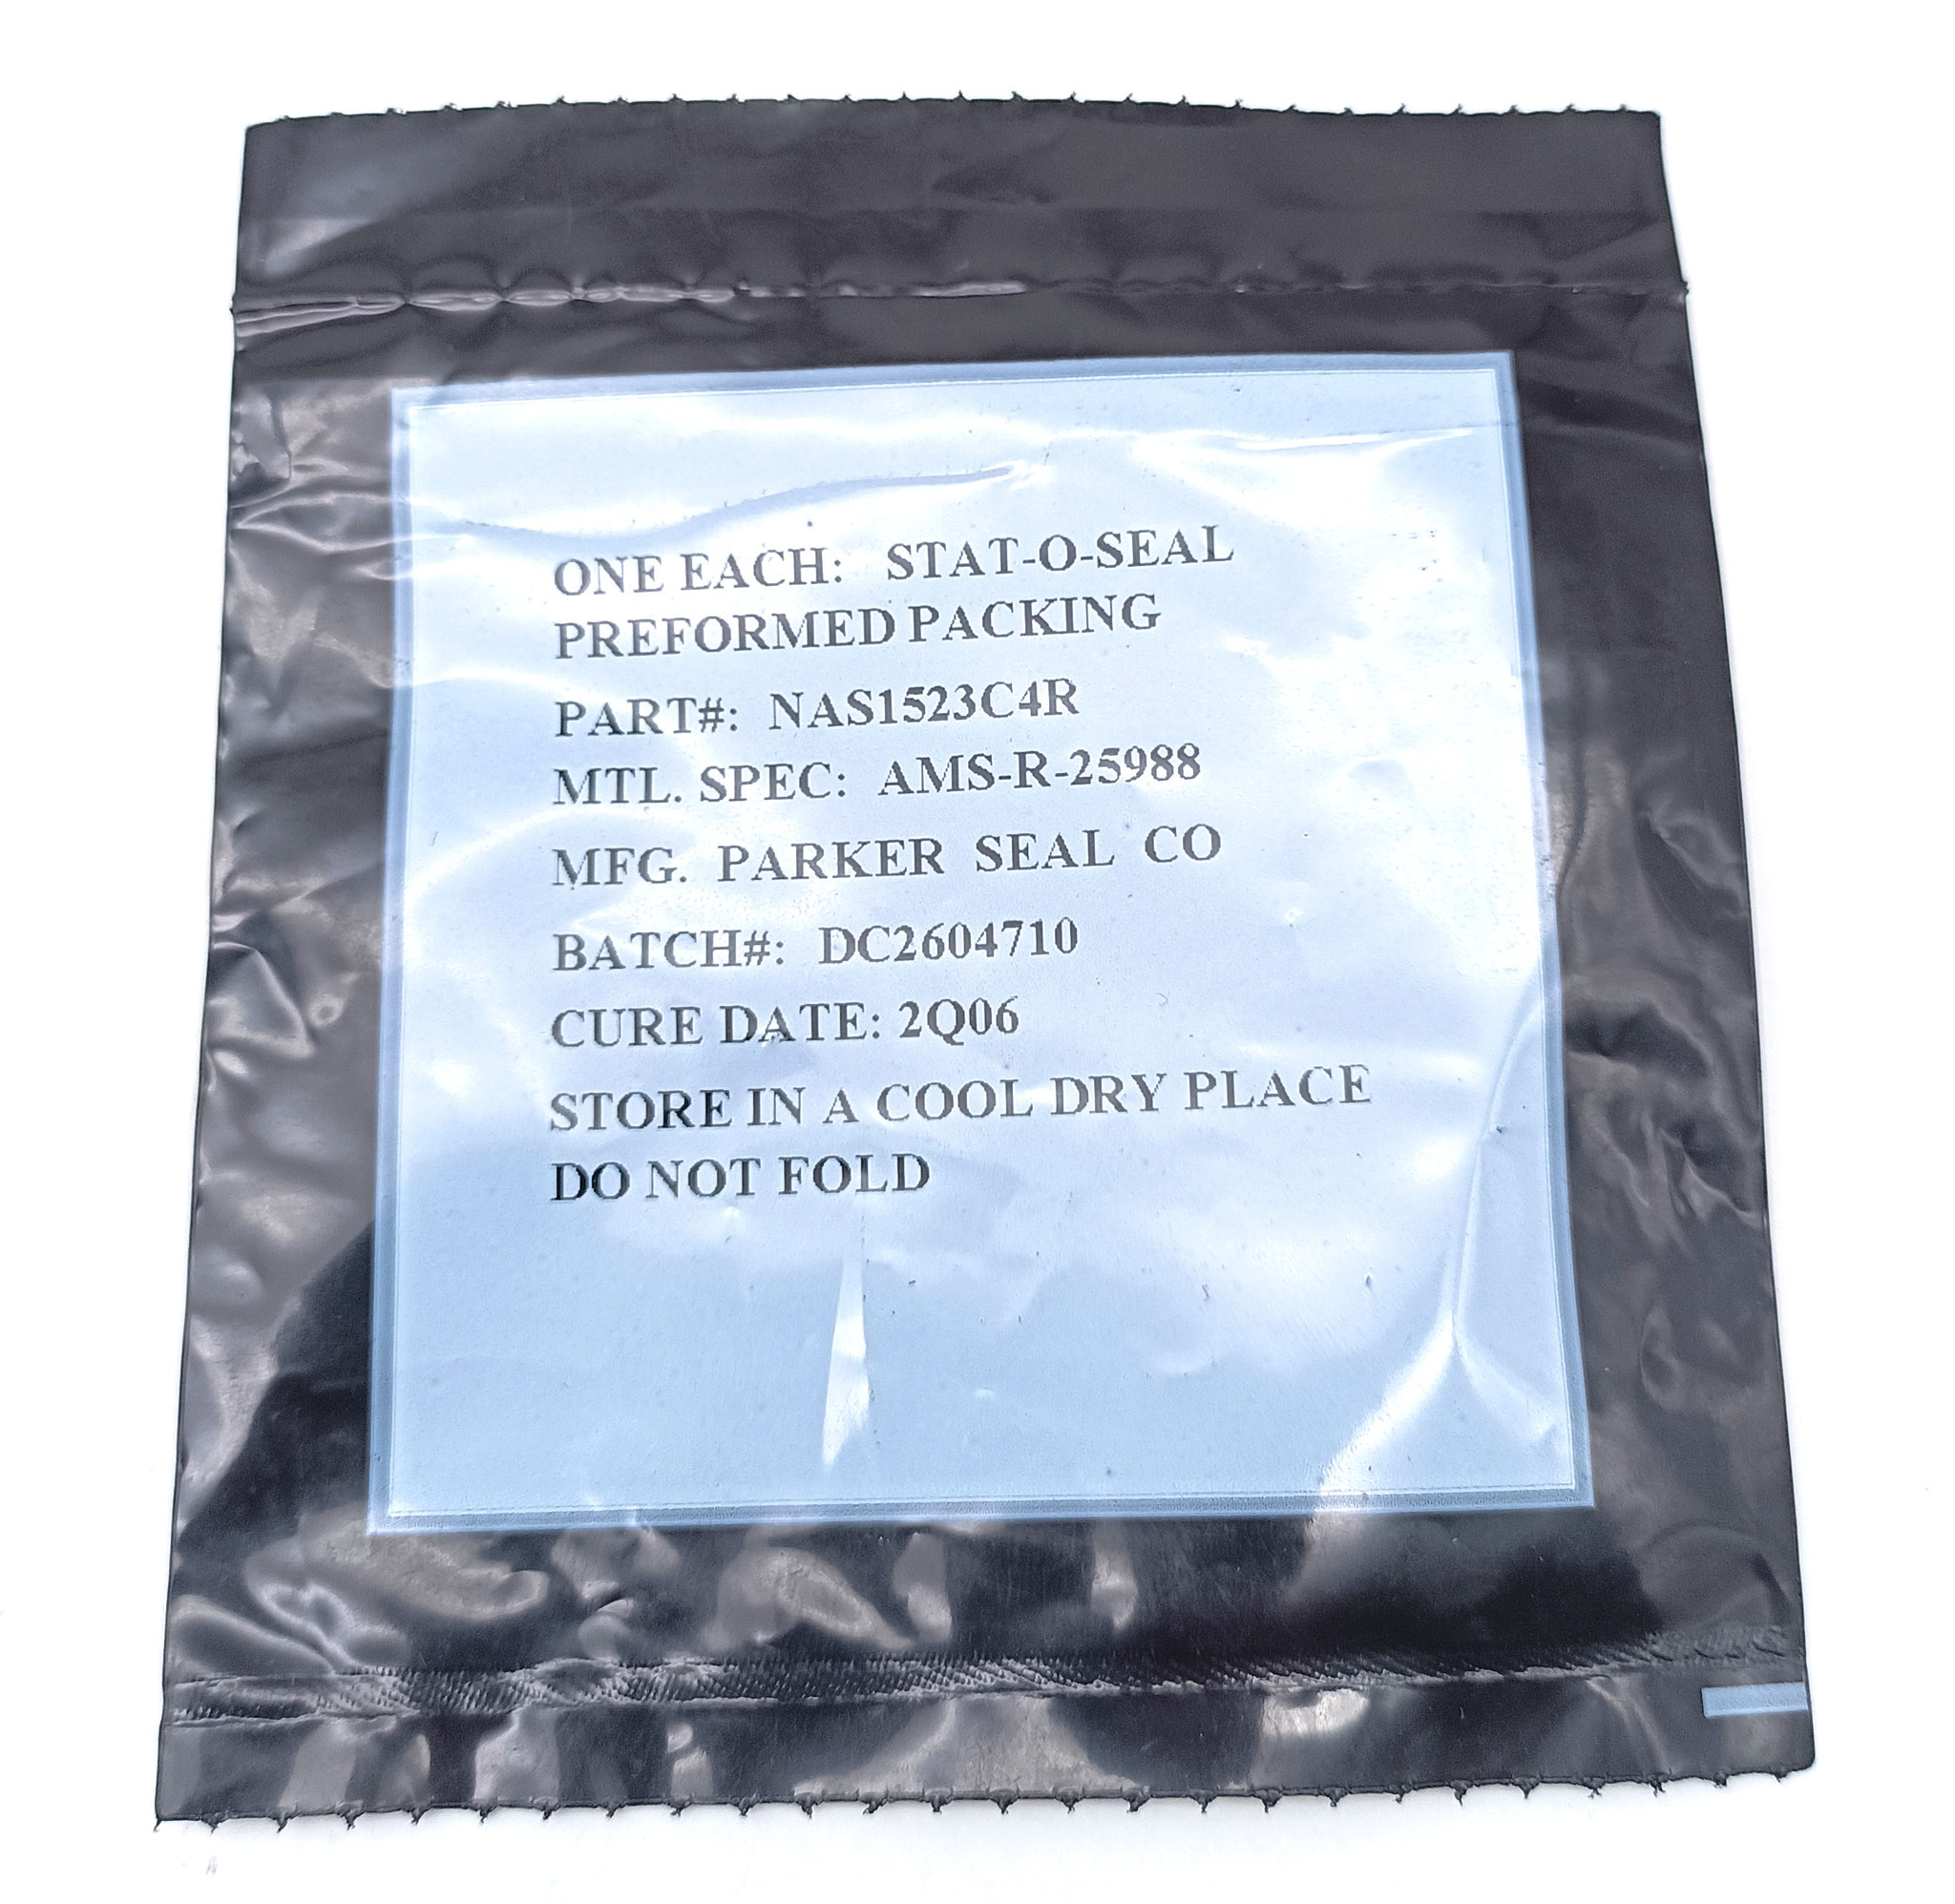 ONE EACH: STAT-O-SEAL
PREFORMED PACKING
PART#: NAS1523C4R
MTL. SPEC: AMS-R-25988
MFG. PARKER SEAL CO
BATCH#: DC2604710
CURE DATE: 2Q06
STORE IN A COOL DRY PLACE
DO NOT FOLD